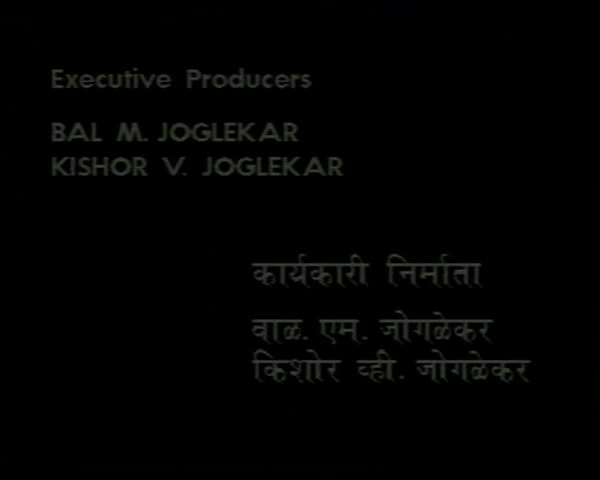 Executive Producers
BAL M. JOGLEKAR
KISHOR V. JOGLEKAR
कार्यकारी निर्माता
बाळ. एम. जोगळेकर
किशोर व्ही. जोगळेकर